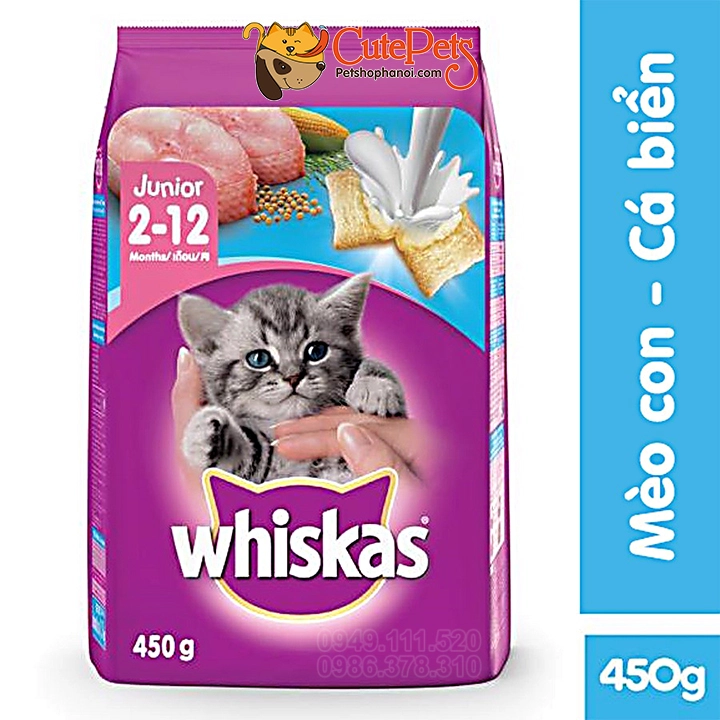 CutePets
Petshophanoi.com
Junior
2-12
Months/เดือน/月
whiskas®
450 g
0949.111.520
0986.378.310
Mèo con - Cá biển
450g